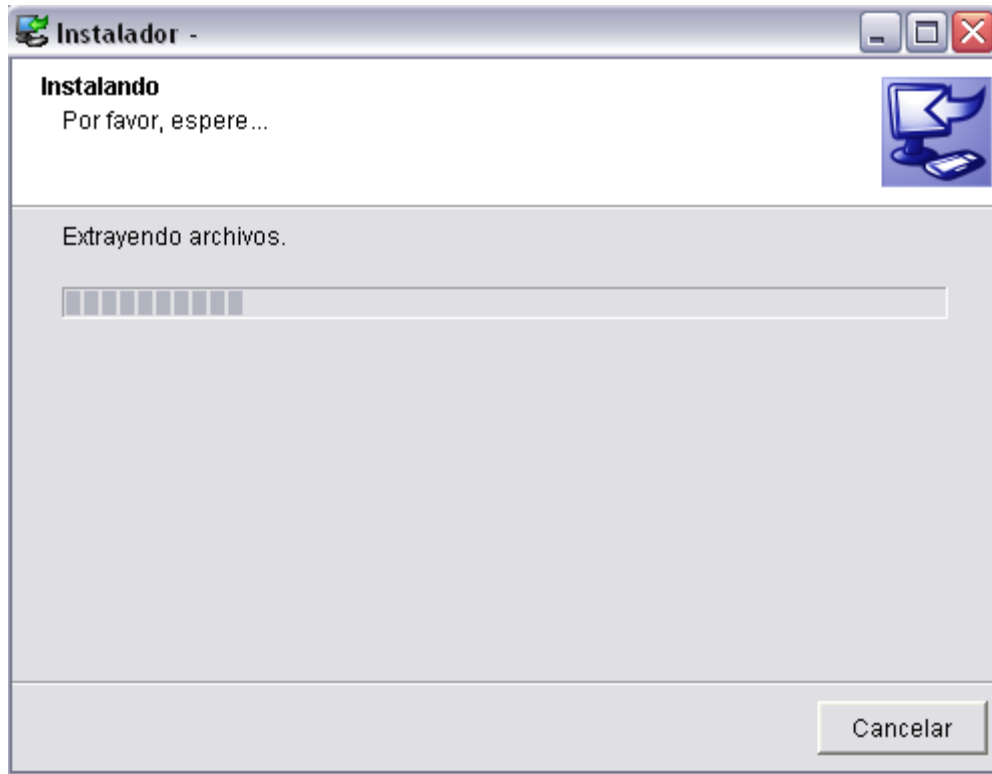 Instalador -
Instalando
Por favor, espere...
Extrayendo archivos.
Cancelar